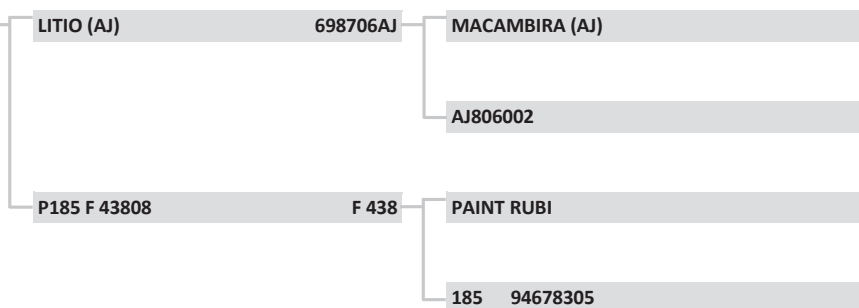 LITIO (AJ) 698706AJ MACAMBIRA (AJ)
AJ806002
P185 F 43808 F 438 PAINT RUBI
185 94678305